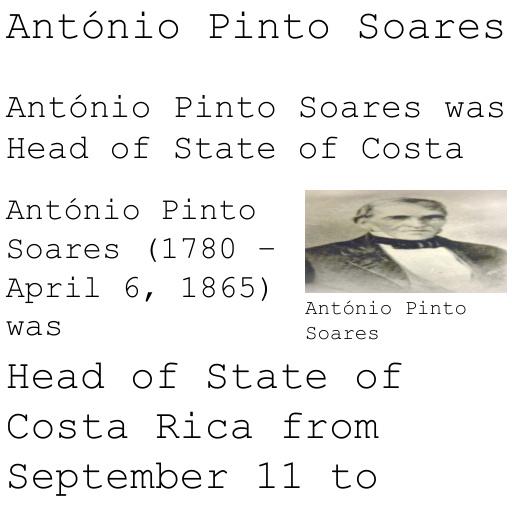 António Pinto Soares
António Pinto Soares was
Head of State of Costa
António Pinto
Soares (1780 –
April 6, 1865)
was
António Pinto
Soares
Head of State of
Costa Rica from
September 11 to